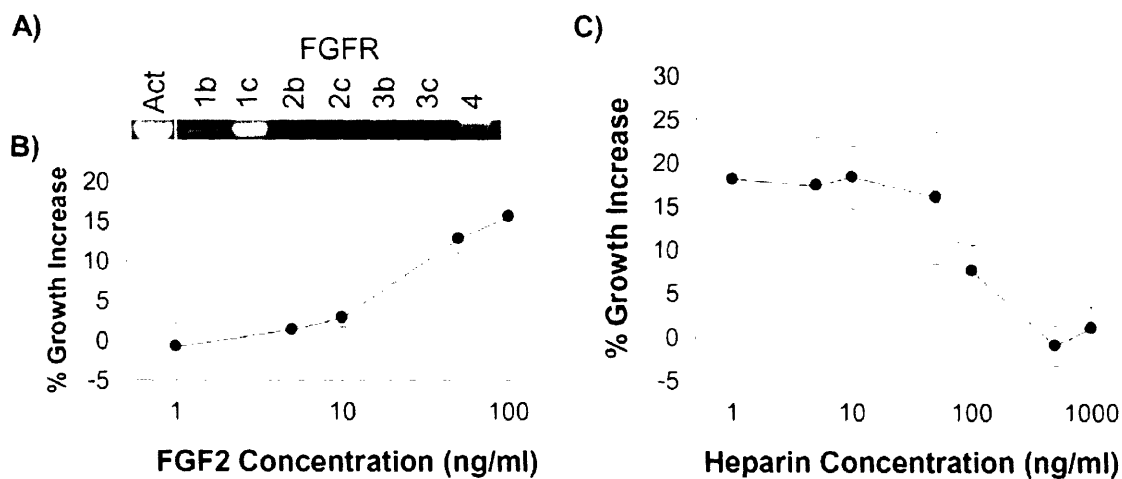 A)
FGFR
Act 1b 1c 2b 2c 3b 3c 4
B)
% Growth Increase
20
15
10
5
0
-5
1 10 100
FGF2 Concentration (ng/ml)
C)
% Growth Increase
30
25
20
15
10
5
0
-5
1 10 100 1000
Heparin Concentration (ng/ml)